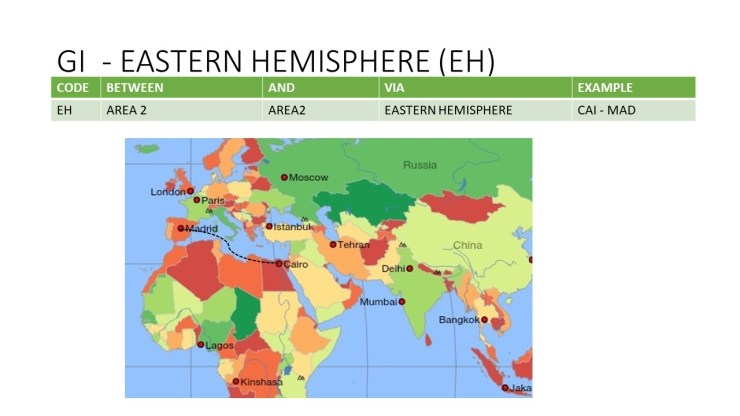 GI - EASTERN HEMISPHERE (EH)
CODE BETWEEN AND VIA EXAMPLE
EH AREA 2 AREA2 EASTERN HEMISPHERE CAI - MAD
Russia
Moscow
London
Paris
Madrid
Istanbul
Tehran
China
Cairo
Delhi
Mumbai
Bangkok
Lagos
Kinshasa
Jaka